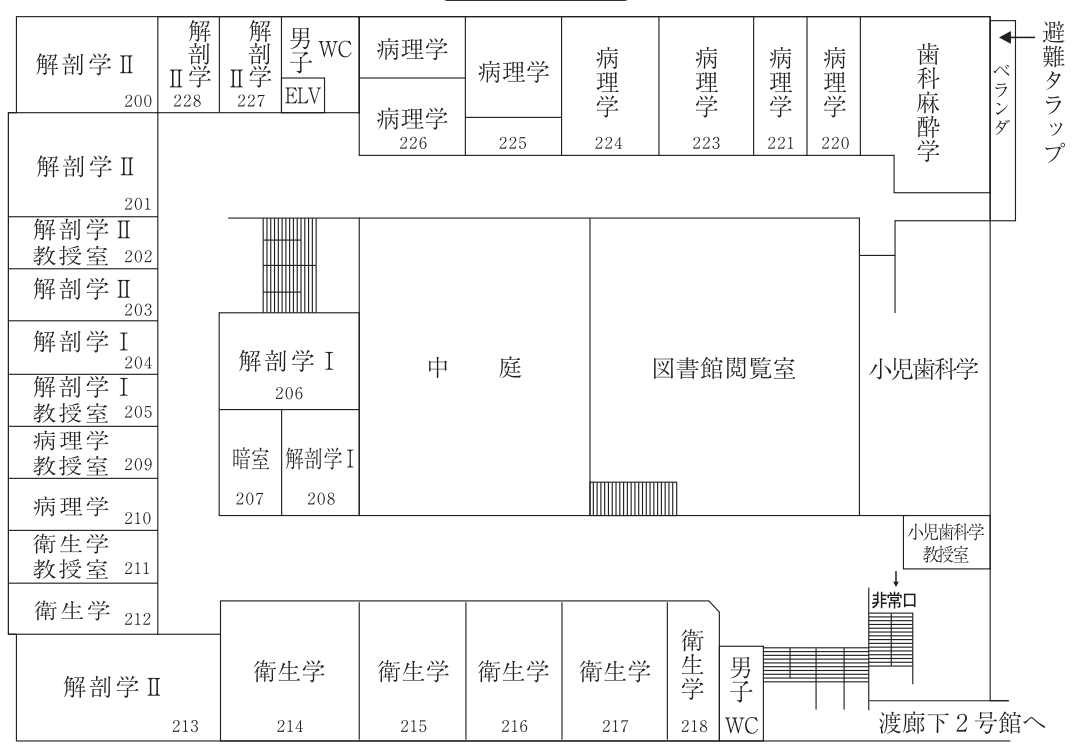 解剖学Ⅱ
200
解剖学Ⅱ
228
解剖学Ⅱ
227
男子
WC
ELV
病理学
病理学
226
病理学
225
病理学
224
病理学
223
病理学
221
病理学
220
歯科麻酔学
ベランダ
避難タラップ
解剖学Ⅱ
201
解剖学Ⅱ
教授室 202
解剖学Ⅱ
203
解剖学Ⅰ
204
解剖学Ⅰ
教授室 205
病理学
教授室 209
病理学
210
衛生学
教授室 211
衛生学 212
解剖学Ⅰ
206
暗室
207
解剖学Ⅰ
208
中庭
図書館閲覧室
小児歯科学
小児歯科学
教授室
非常口
解剖学Ⅱ
213
衛生学
214
衛生学
215
衛生学
216
衛生学
217
衛生学
218
男子
WC
渡廊下2号館へ